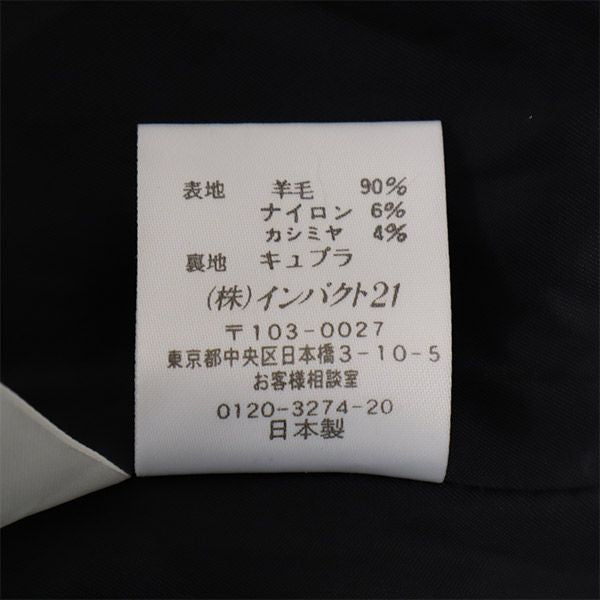 表地 羊毛 90%
ナイロン 6%
カシミヤ 4%
裏地 キュプラ
(株)インパクト21
〒103-0027
東京都中央区日本橋3-10-5
お客様相談室
0120-3274-20
日本製